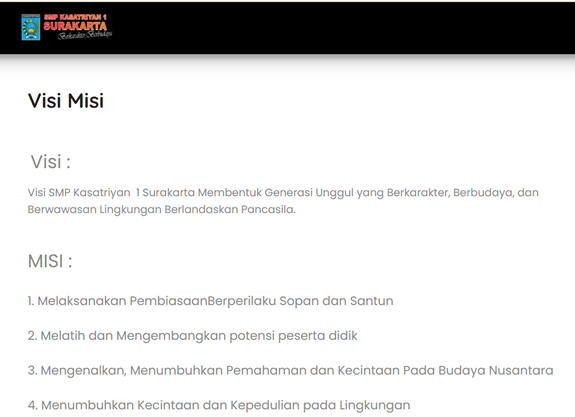 SMP KASATRIYAN 1
SURAKARTA
Berkarakter Berbudaya
Visi Misi
Visi :
Visi SMP Kasatriyan 1 Surakarta Membentuk Generasi Unggul yang Berkarakter, Berbudaya, dan
Berwawasan Lingkungan Berlandaskan Pancasila.
MISI :
1. Melaksanakan PembiasaanBerperilaku Sopan dan Santun
2. Melatih dan Mengembangkan potensi peserta didik
3. Mengenalkan, Menumbuhkan Pemahaman dan Kecintaan Pada Budaya Nusantara
4. Menumbuhkan Kecintaan dan Kepedulian pada Lingkungan